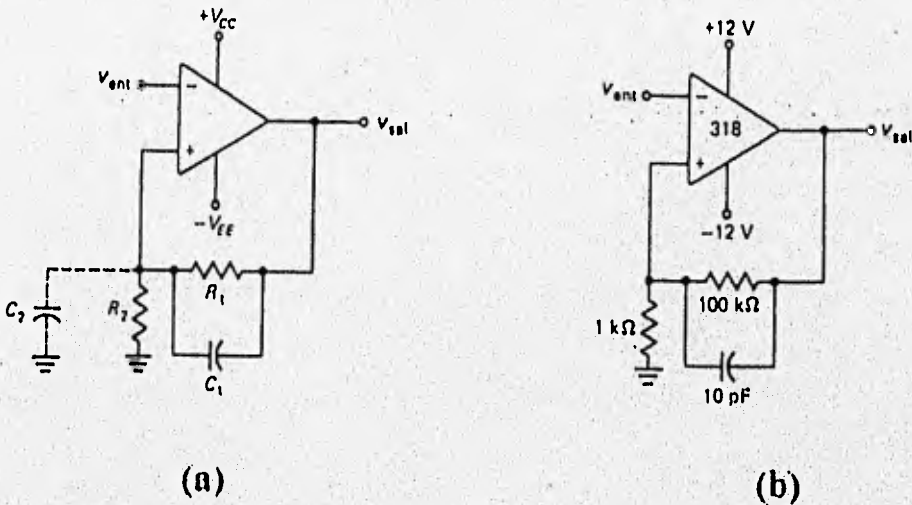 +V_CC
v_ent
−
+
v_sal
−V_EE
R_1
C_2
R_2
C_1
(a)
+12 V
v_ent
−
318
+
v_sal
−12 V
100 kΩ
1 kΩ
10 pF
(b)